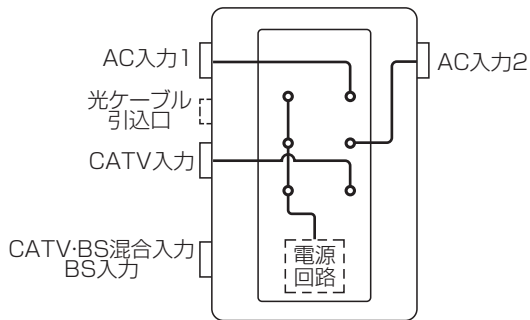 AC入力1
AC入力2
光ケーブル
引込口
CATV入力
CATV·BS混合入力
BS入力
電源
回路